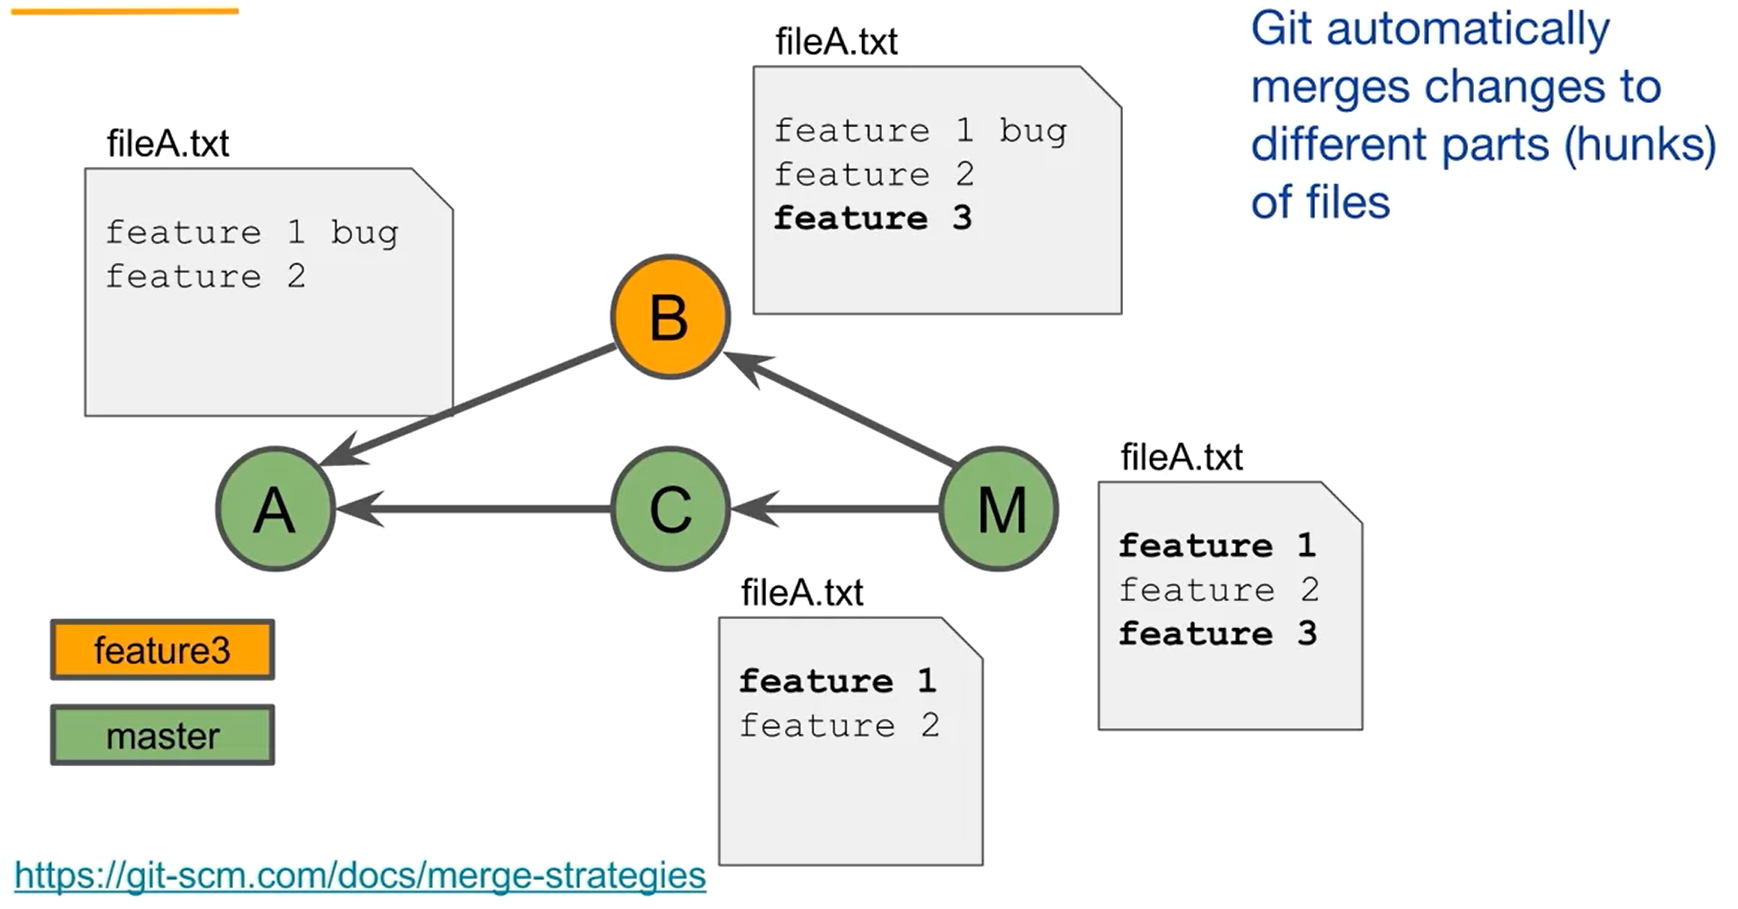 fileA.txt
feature 1 bug
feature 2
fileA.txt
feature 1 bug
feature 2
feature 3
Git automatically
merges changes to
different parts (hunks)
of files
B
A
C
M
fileA.txt
feature 1
feature 2
feature 3
fileA.txt
feature 1
feature 2
feature3
master
https://git-scm.com/docs/merge-strategies